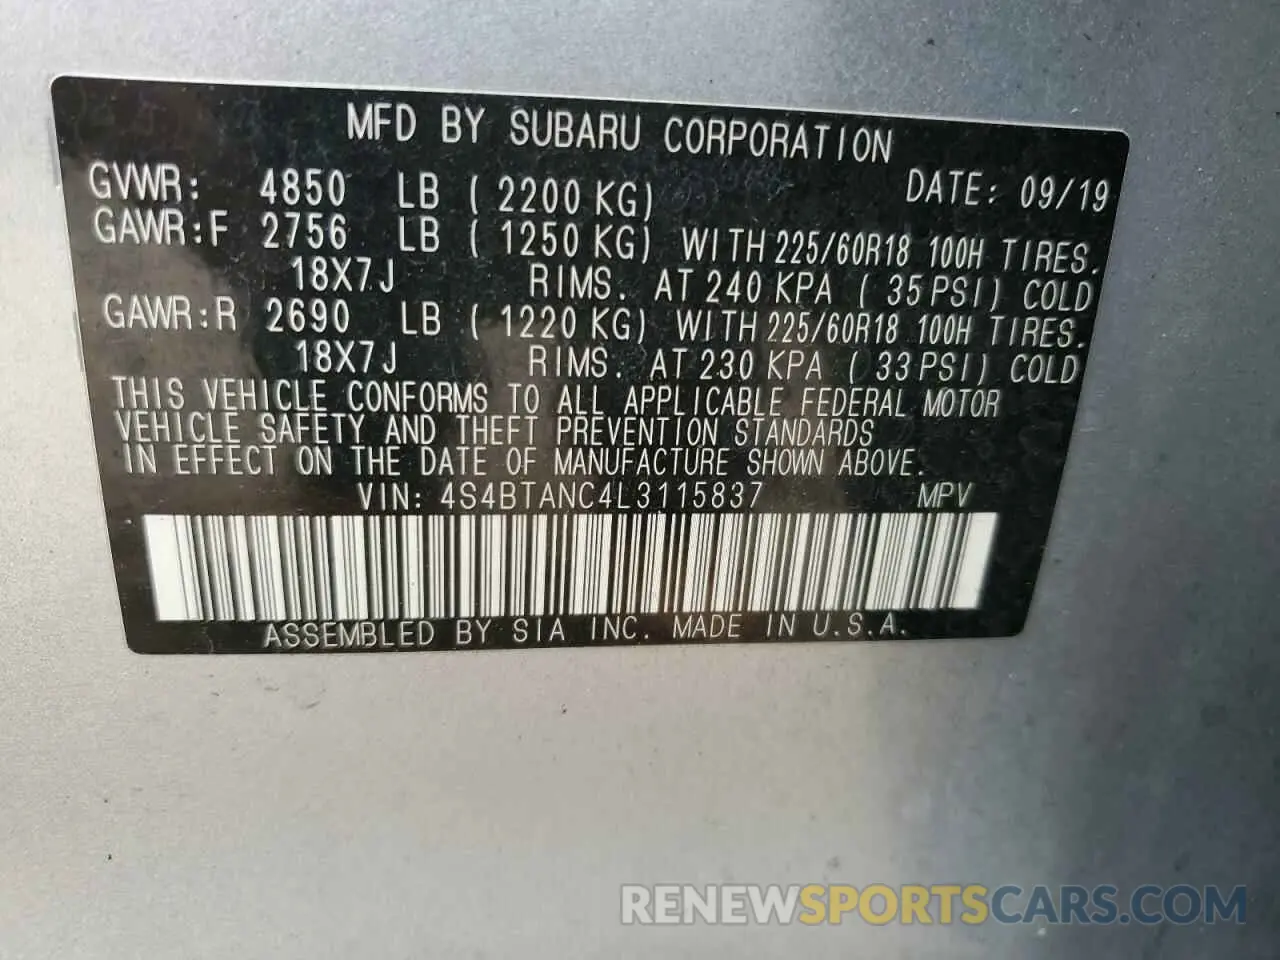 MFD BY SUBARU CORPORATION
GVWR: 4850 LB ( 2200 KG) DATE: 09/19
GAWR:F 2756 LB ( 1250 KG) WITH 225/60R18 100H TIRES.
18X7J RIMS. AT 240 KPA ( 35 PSI) COLD
GAWR:R 2690 LB ( 1220 KG) WITH 225/60R18 100H TIRES.
18X7J RIMS. AT 230 KPA ( 33 PSI) COLD
THIS VEHICLE CONFORMS TO ALL APPLICABLE FEDERAL MOTOR
VEHICLE SAFETY AND THEFT PREVENTION STANDARDS
IN EFFECT ON THE DATE OF MANUFACTURE SHOWN ABOVE.
VIN: 4S4BTANC4L3115837 MPV
ASSEMBLED BY SIA INC. MADE IN U.S.A.
RENEWSPORTSCARS.COM